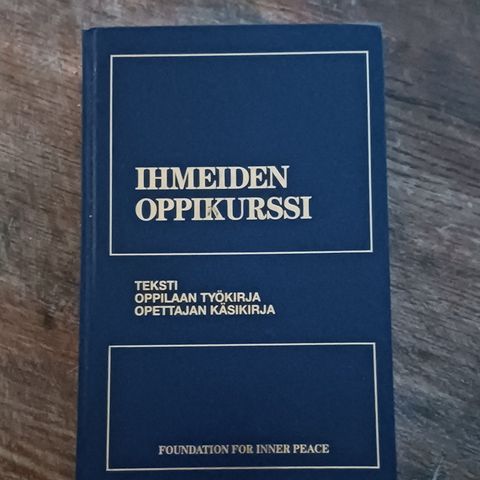 IHMEIDEN
OPPIKURSSI
TEKSTI
OPPILAAN TYÖKIRJA
OPETTAJAN KÄSIKIRJA
FOUNDATION FOR INNER PEACE